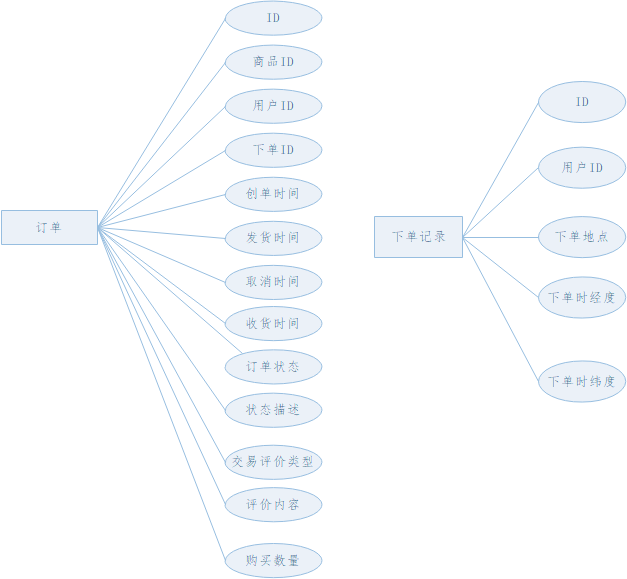 订单
ID
商品ID
用户ID
下单ID
创单时间
发货时间
取消时间
收货时间
订单状态
状态描述
交易评价类型
评价内容
购买数量
下单记录
ID
用户ID
下单地点
下单时经度
下单时纬度